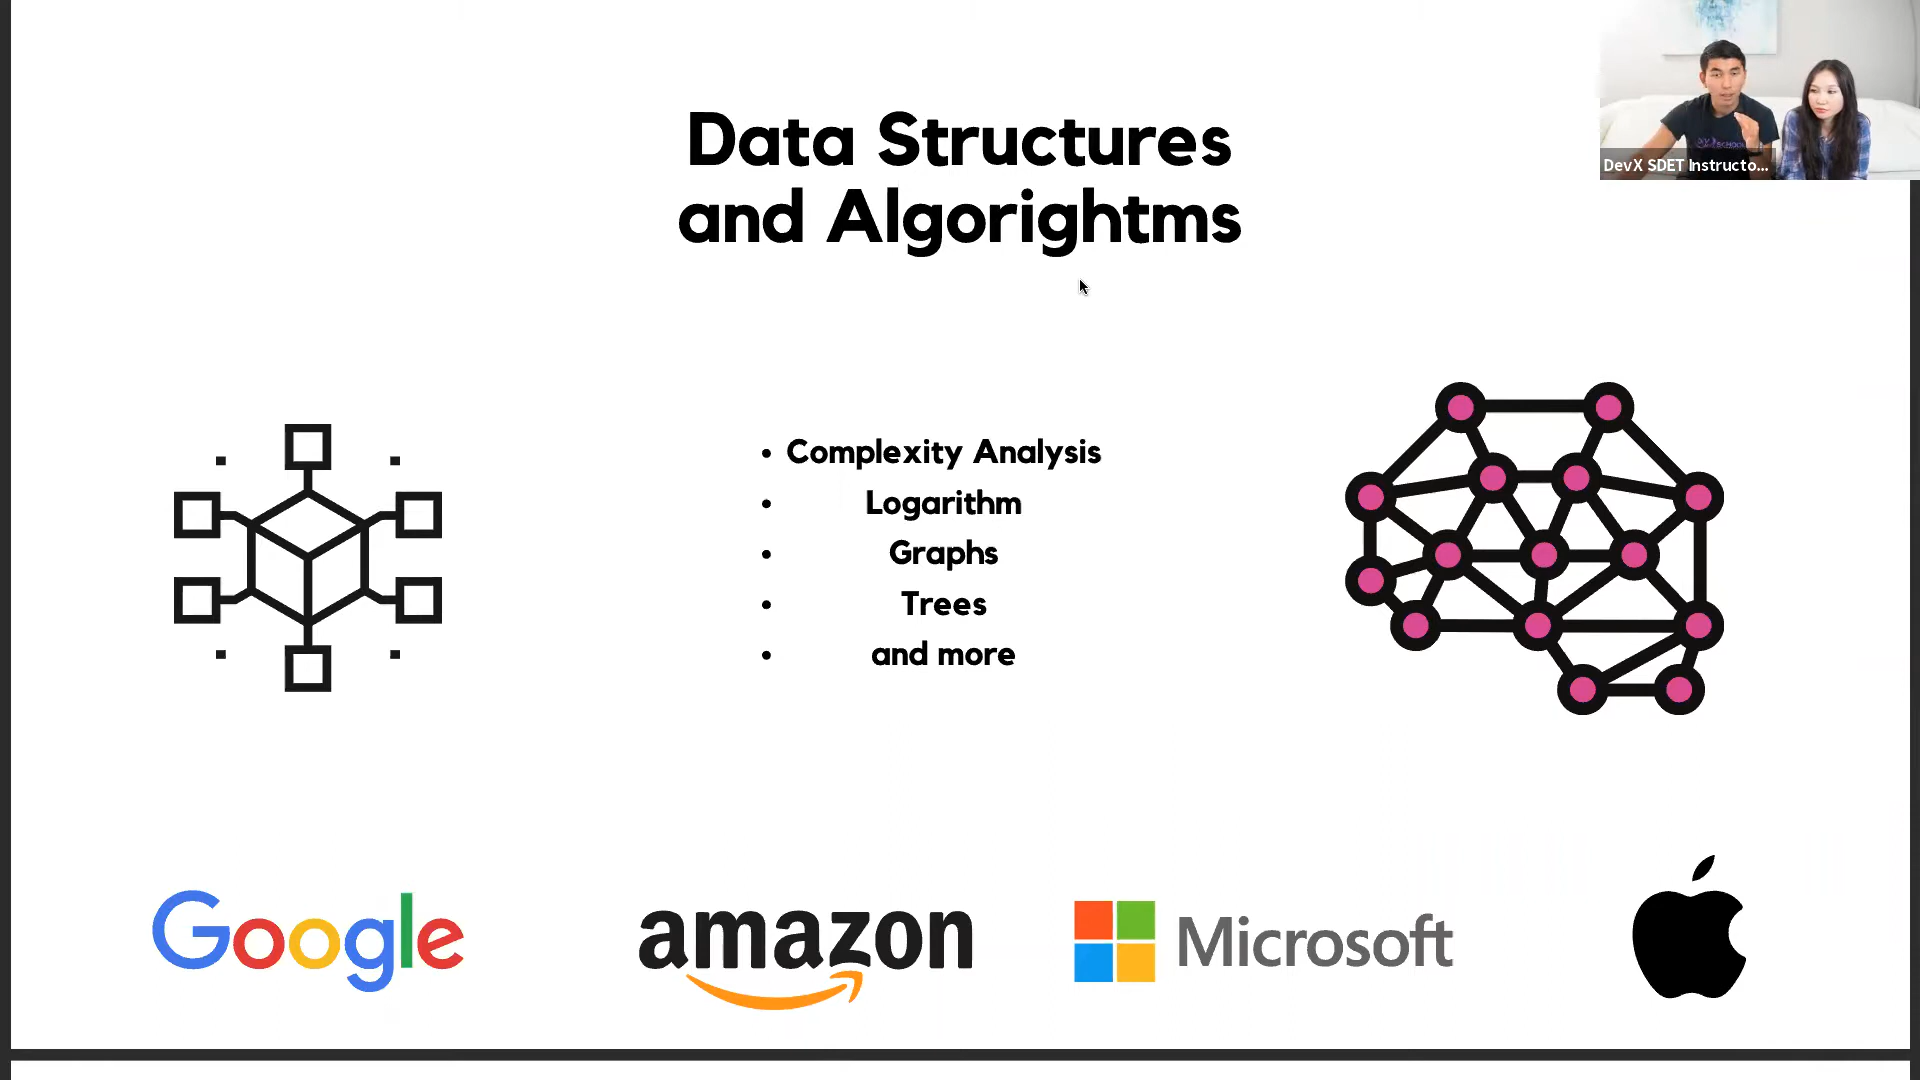 Data Structures
and Algorightms
DevX SDET Instructo...
• Complexity Analysis
• Logarithm
• Graphs
• Trees
• and more
Google
amazon
Microsoft